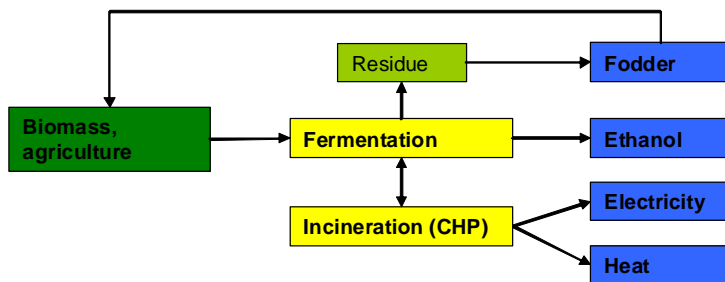 Residue
Fodder
Biomass,
agriculture
Fermentation
Ethanol
Incineration (CHP)
Electricity
Heat